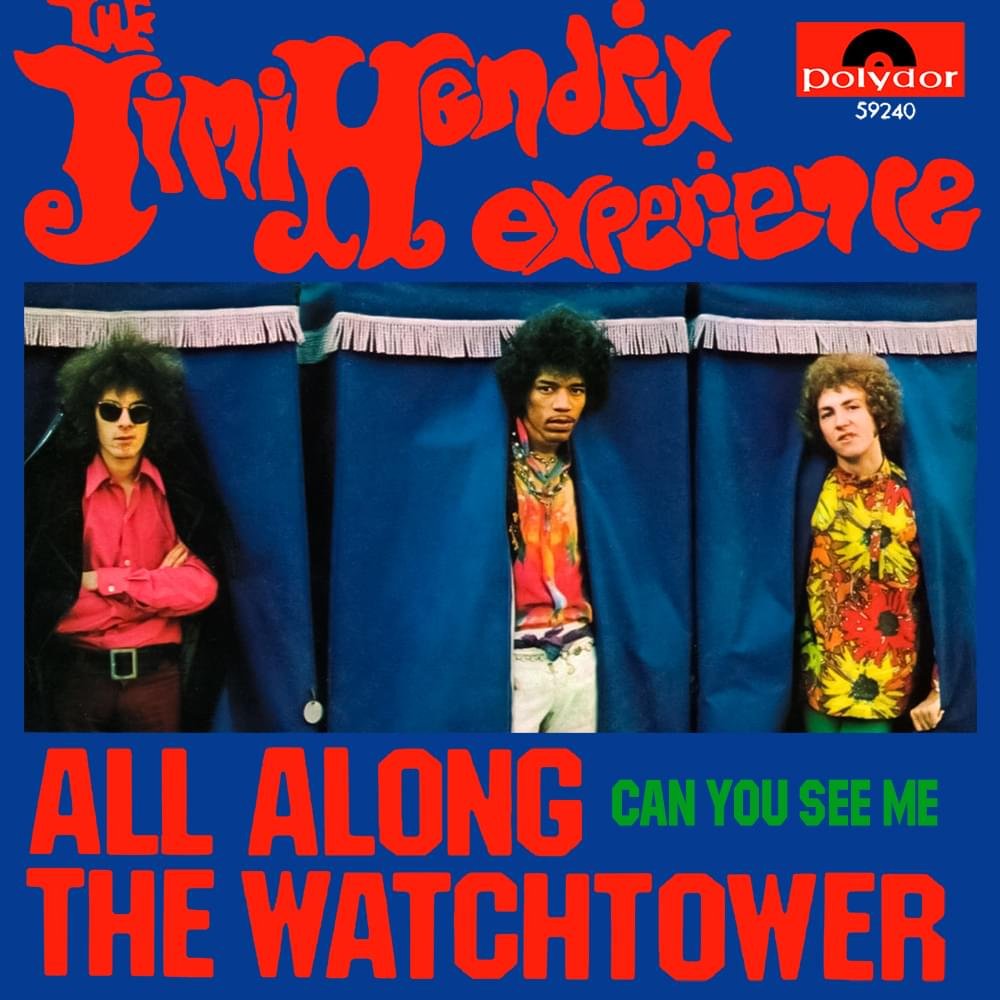 THE
Jimi Hendrix
experience
polydor
59240
ALL ALONG
CAN YOU SEE ME
THE WATCHTOWER